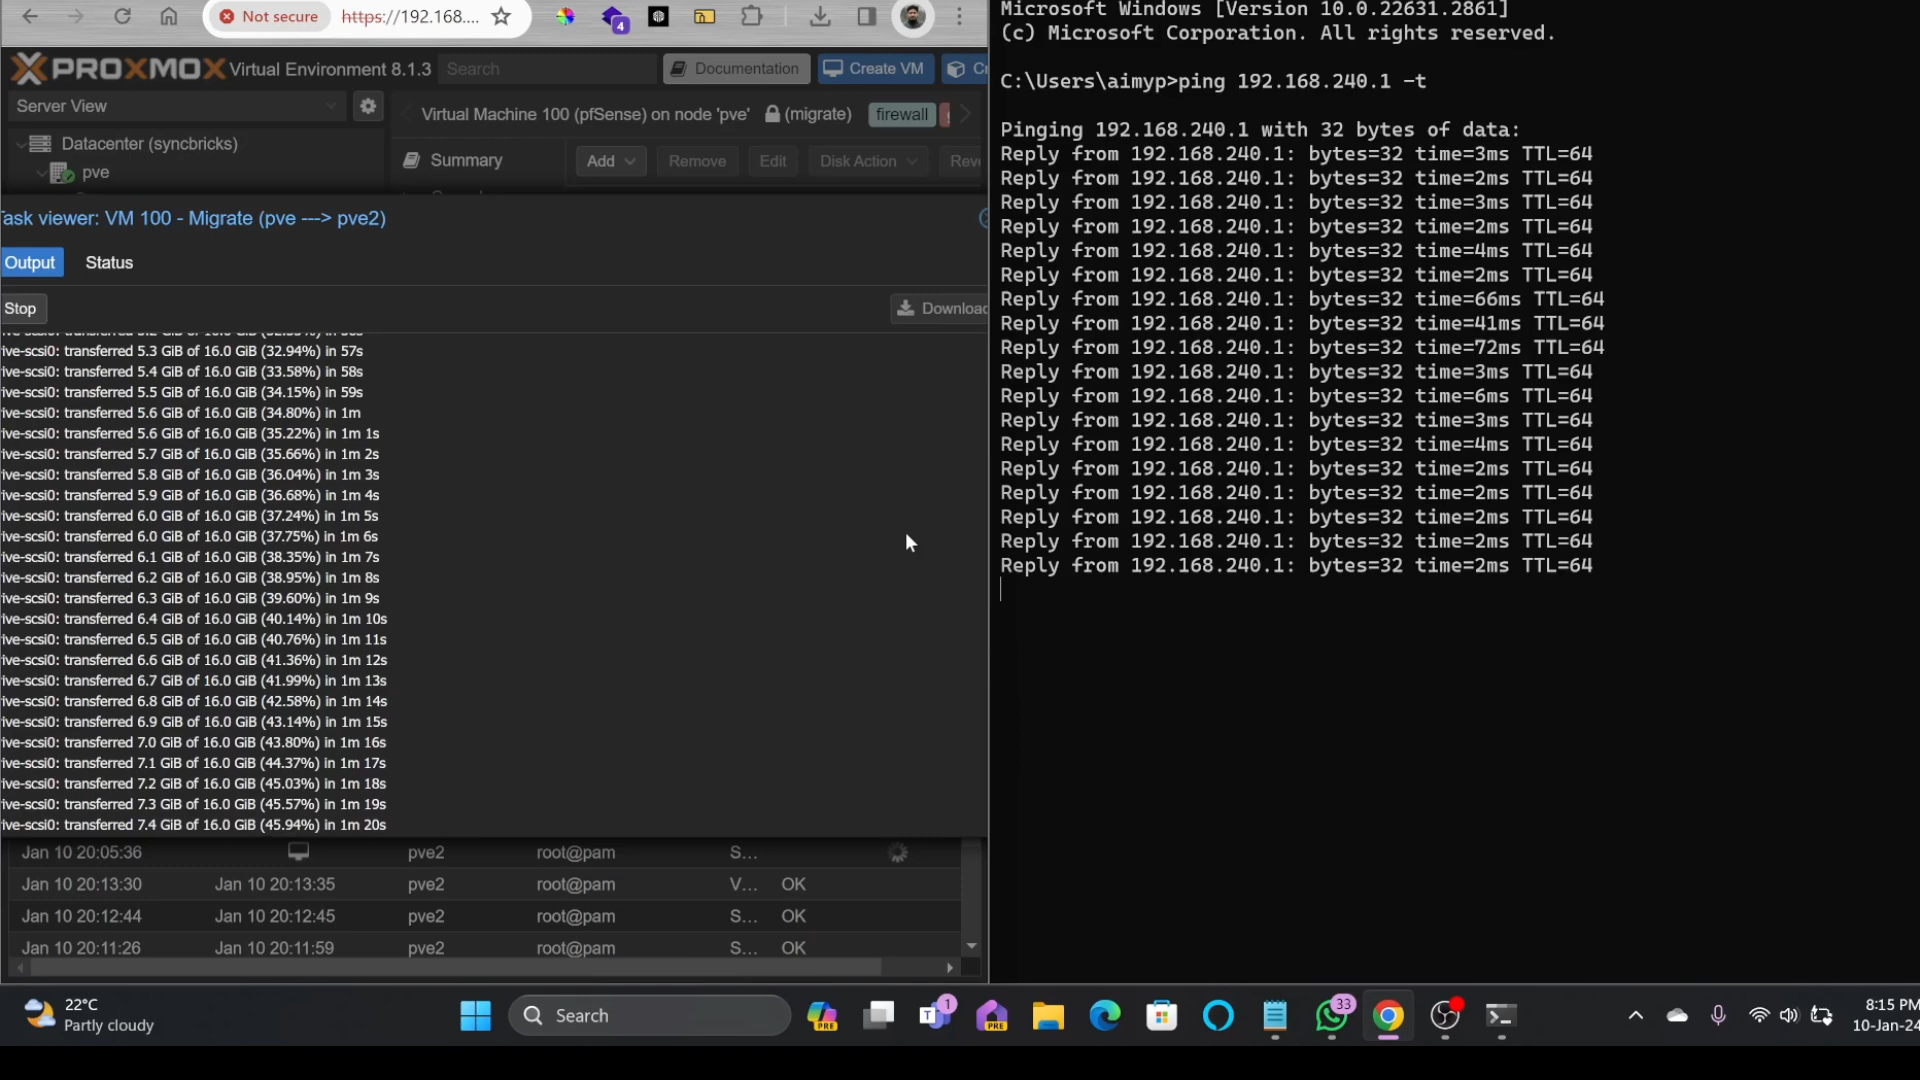 Not secure
https://192.168....
4
PROXMOX Virtual Environment 8.1.3
Search
Documentation
Create VM
Server View
Virtual Machine 100 (pfSense) on node 'pve'
(migrate)
firewall
Datacenter (syncbricks)
pve
Summary
Add
Remove
Edit
Disk Action
Task viewer: VM 100 - Migrate (pve ---> pve2)
Output
Status
Stop
Download
ive-scsi0: transferred 5.3 GiB of 16.0 GiB (32.94%) in 57s
ive-scsi0: transferred 5.4 GiB of 16.0 GiB (33.58%) in 58s
ive-scsi0: transferred 5.5 GiB of 16.0 GiB (34.15%) in 59s
ive-scsi0: transferred 5.6 GiB of 16.0 GiB (34.80%) in 1m
ive-scsi0: transferred 5.6 GiB of 16.0 GiB (35.22%) in 1m 1s
ive-scsi0: transferred 5.7 GiB of 16.0 GiB (35.66%) in 1m 2s
ive-scsi0: transferred 5.8 GiB of 16.0 GiB (36.04%) in 1m 3s
ive-scsi0: transferred 5.9 GiB of 16.0 GiB (36.68%) in 1m 4s
ive-scsi0: transferred 6.0 GiB of 16.0 GiB (37.24%) in 1m 5s
ive-scsi0: transferred 6.0 GiB of 16.0 GiB (37.75%) in 1m 6s
ive-scsi0: transferred 6.1 GiB of 16.0 GiB (38.35%) in 1m 7s
ive-scsi0: transferred 6.2 GiB of 16.0 GiB (38.95%) in 1m 8s
ive-scsi0: transferred 6.3 GiB of 16.0 GiB (39.60%) in 1m 9s
ive-scsi0: transferred 6.4 GiB of 16.0 GiB (40.14%) in 1m 10s
ive-scsi0: transferred 6.5 GiB of 16.0 GiB (40.76%) in 1m 11s
ive-scsi0: transferred 6.6 GiB of 16.0 GiB (41.36%) in 1m 12s
ive-scsi0: transferred 6.7 GiB of 16.0 GiB (41.99%) in 1m 13s
ive-scsi0: transferred 6.8 GiB of 16.0 GiB (42.58%) in 1m 14s
ive-scsi0: transferred 6.9 GiB of 16.0 GiB (43.14%) in 1m 15s
ive-scsi0: transferred 7.0 GiB of 16.0 GiB (43.80%) in 1m 16s
ive-scsi0: transferred 7.1 GiB of 16.0 GiB (44.37%) in 1m 17s
ive-scsi0: transferred 7.2 GiB of 16.0 GiB (45.03%) in 1m 18s
ive-scsi0: transferred 7.3 GiB of 16.0 GiB (45.57%) in 1m 19s
ive-scsi0: transferred 7.4 GiB of 16.0 GiB (45.94%) in 1m 20s
Jan 10 20:05:36 pve2 root@pam S...
Jan 10 20:13:30 Jan 10 20:13:35 pve2 root@pam V... OK
Jan 10 20:12:44 Jan 10 20:12:45 pve2 root@pam S... OK
Jan 10 20:11:26 Jan 10 20:11:59 pve2 root@pam S... OK
Microsoft Windows [Version 10.0.22631.2861]
(c) Microsoft Corporation. All rights reserved.
C:\Users\aimyp>ping 192.168.240.1 -t
Pinging 192.168.240.1 with 32 bytes of data:
Reply from 192.168.240.1: bytes=32 time=3ms TTL=64
Reply from 192.168.240.1: bytes=32 time=2ms TTL=64
Reply from 192.168.240.1: bytes=32 time=3ms TTL=64
Reply from 192.168.240.1: bytes=32 time=2ms TTL=64
Reply from 192.168.240.1: bytes=32 time=4ms TTL=64
Reply from 192.168.240.1: bytes=32 time=2ms TTL=64
Reply from 192.168.240.1: bytes=32 time=66ms TTL=64
Reply from 192.168.240.1: bytes=32 time=41ms TTL=64
Reply from 192.168.240.1: bytes=32 time=72ms TTL=64
Reply from 192.168.240.1: bytes=32 time=3ms TTL=64
Reply from 192.168.240.1: bytes=32 time=6ms TTL=64
Reply from 192.168.240.1: bytes=32 time=3ms TTL=64
Reply from 192.168.240.1: bytes=32 time=4ms TTL=64
Reply from 192.168.240.1: bytes=32 time=2ms TTL=64
Reply from 192.168.240.1: bytes=32 time=2ms TTL=64
Reply from 192.168.240.1: bytes=32 time=2ms TTL=64
Reply from 192.168.240.1: bytes=32 time=2ms TTL=64
Reply from 192.168.240.1: bytes=32 time=2ms TTL=64
22°C
Partly cloudy
Search
PRE
1
PRE
33
8:15 PM
10-Jan-24